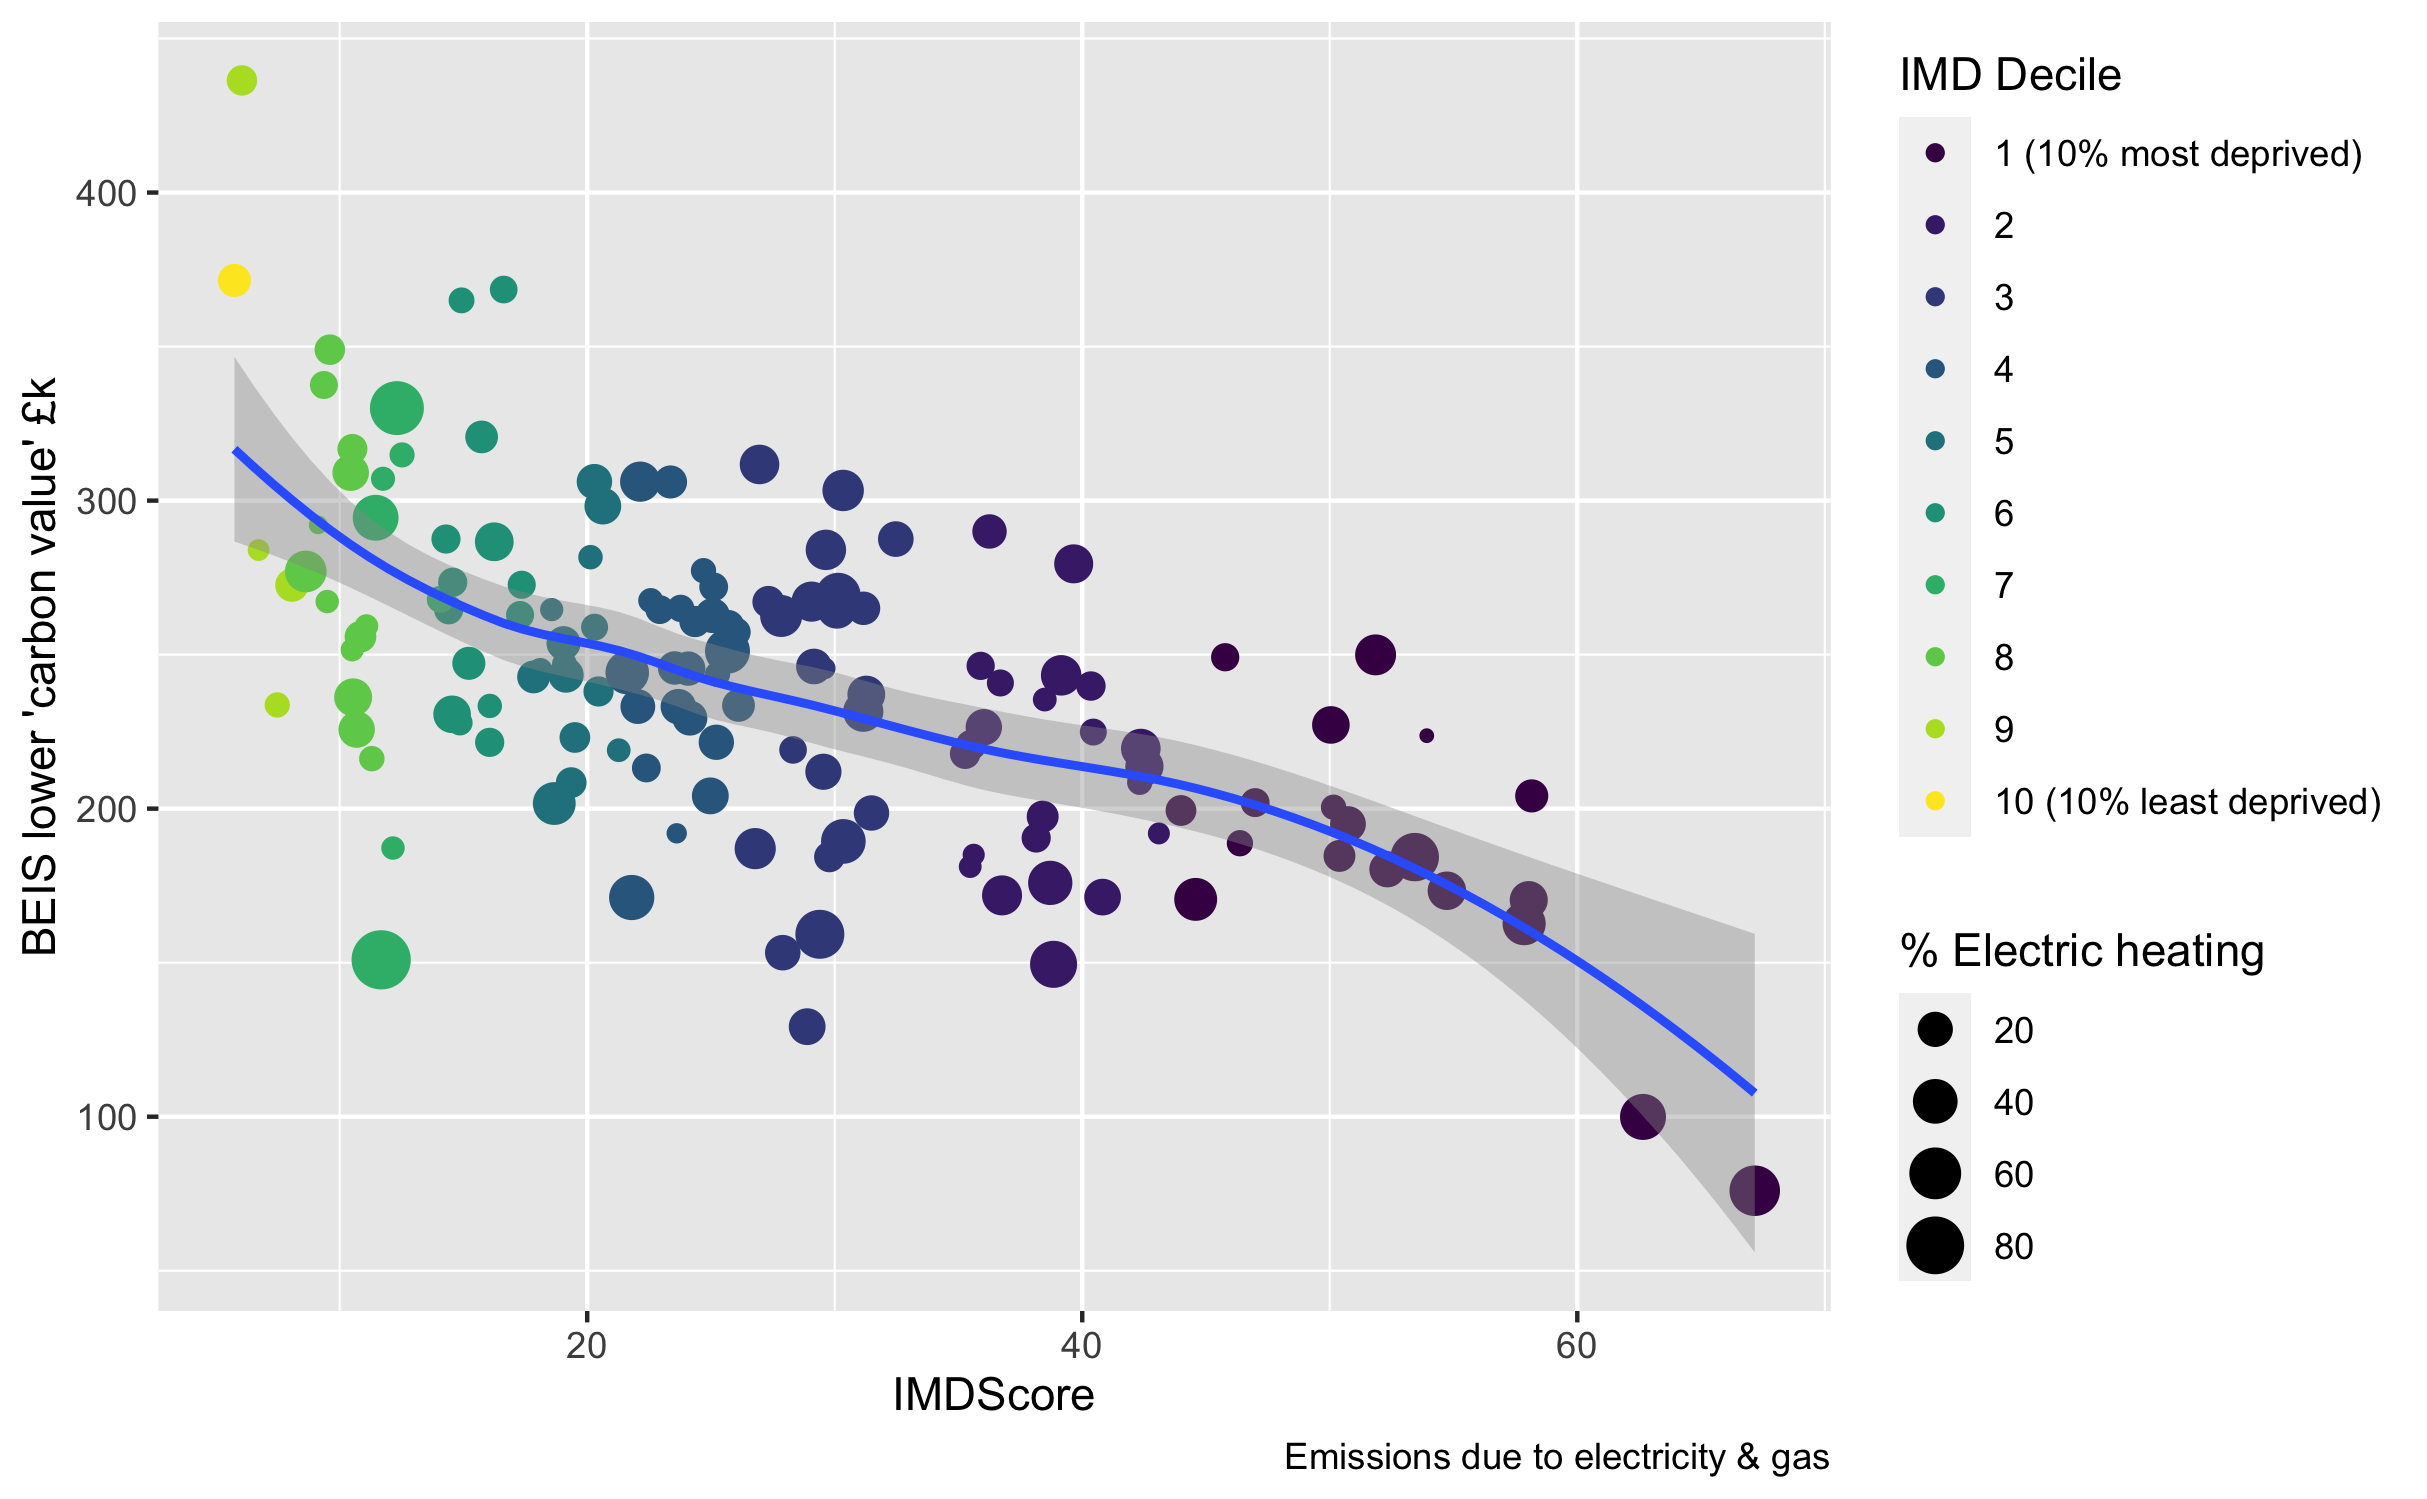 BEIS lower 'carbon value' £k
400
300
200
100
20
40
60
IMDScore
Emissions due to electricity & gas
IMD Decile
1 (10% most deprived)
2
3
4
5
6
7
8
9
10 (10% least deprived)
% Electric heating
20
40
60
80